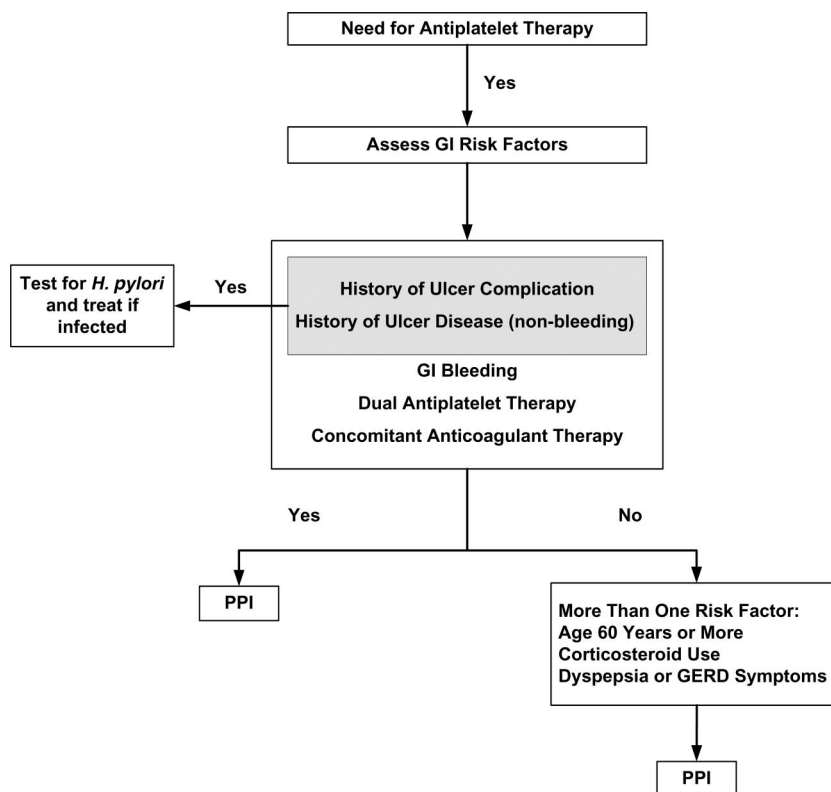 Need for Antiplatelet Therapy
Yes
Assess GI Risk Factors
Test for H. pylori
and treat if
infected
Yes
History of Ulcer Complication
History of Ulcer Disease (non-bleeding)
GI Bleeding
Dual Antiplatelet Therapy
Concomitant Anticoagulant Therapy
Yes
No
PPI
More Than One Risk Factor:
Age 60 Years or More
Corticosteroid Use
Dyspepsia or GERD Symptoms
PPI